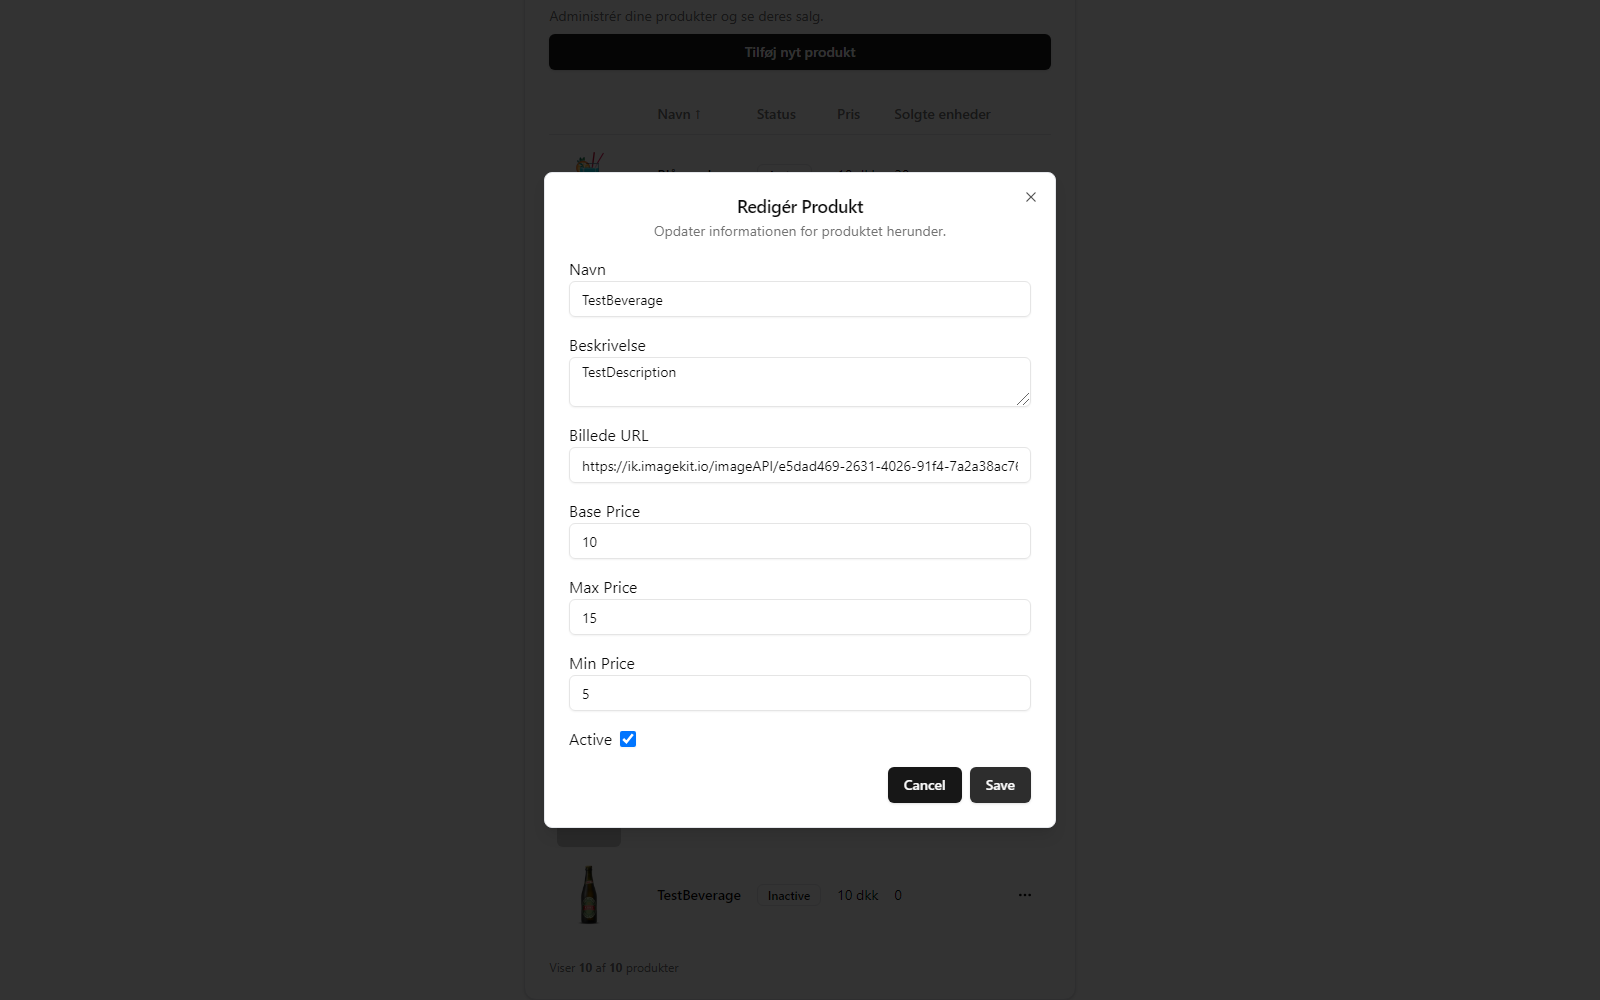 Administrér dine produkter og se deres salg.
Tilføj nyt produkt
Navn ↑ Status Pris Solgte enheder
Redigér Produkt
Opdater informationen for produktet herunder.
Navn
TestBeverage
Beskrivelse
TestDescription
Billede URL
https://ik.imagekit.io/imageAPI/e5dad469-2631-4026-91f4-7a2a38ac76
Base Price
10
Max Price
15
Min Price
5
Active
Cancel Save
TestBeverage Inactive 10 dkk 0 ...
Viser 10 af 10 produkter